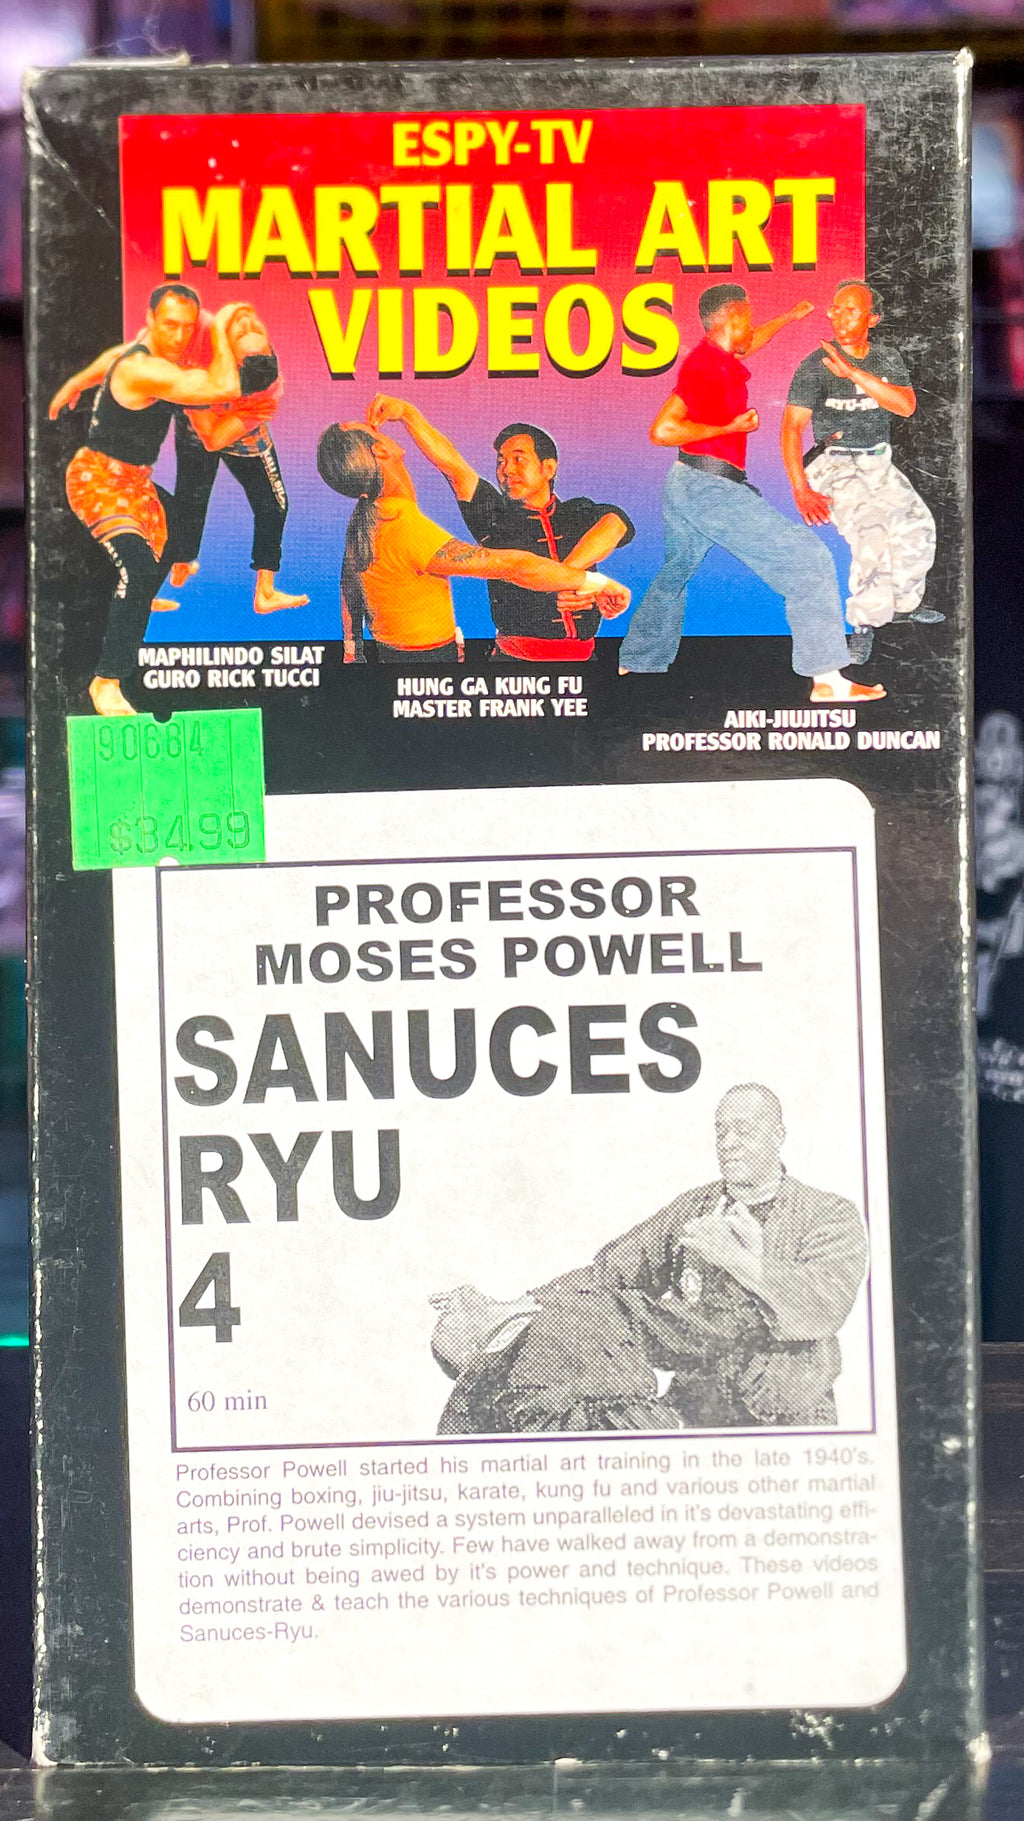 ESPY-TV
MARTIAL ART
VIDEOS
MAPHILINDO SILAT
GURO RICK TUCCI
HUNG GA KUNG FU
MASTER FRANK YEE
AIKI-JIUJITSU
PROFESSOR RONALD DUNCAN
90664
$34.99
PROFESSOR
MOSES POWELL
SANUCES
RYU
4
60 min
Professor Powell started his martial art training in the late 1940's.
Combining boxing, jiu-jitsu, karate, kung fu and various other martial
arts, Prof. Powell devised a system unparalleled in it's devastating effi-
ciency and brute simplicity. Few have walked away from a demonstra-
tion without being awed by it's power and technique. These videos
demonstrate & teach the various techniques of Professor Powell and
Sanuces-Ryu.